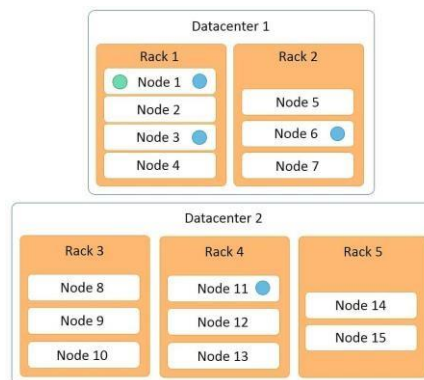 Datacenter 1
Rack 1
Node 1
Node 2
Node 3
Node 4
Rack 2
Node 5
Node 6
Node 7
Datacenter 2
Rack 3
Node 8
Node 9
Node 10
Rack 4
Node 11
Node 12
Node 13
Rack 5
Node 14
Node 15